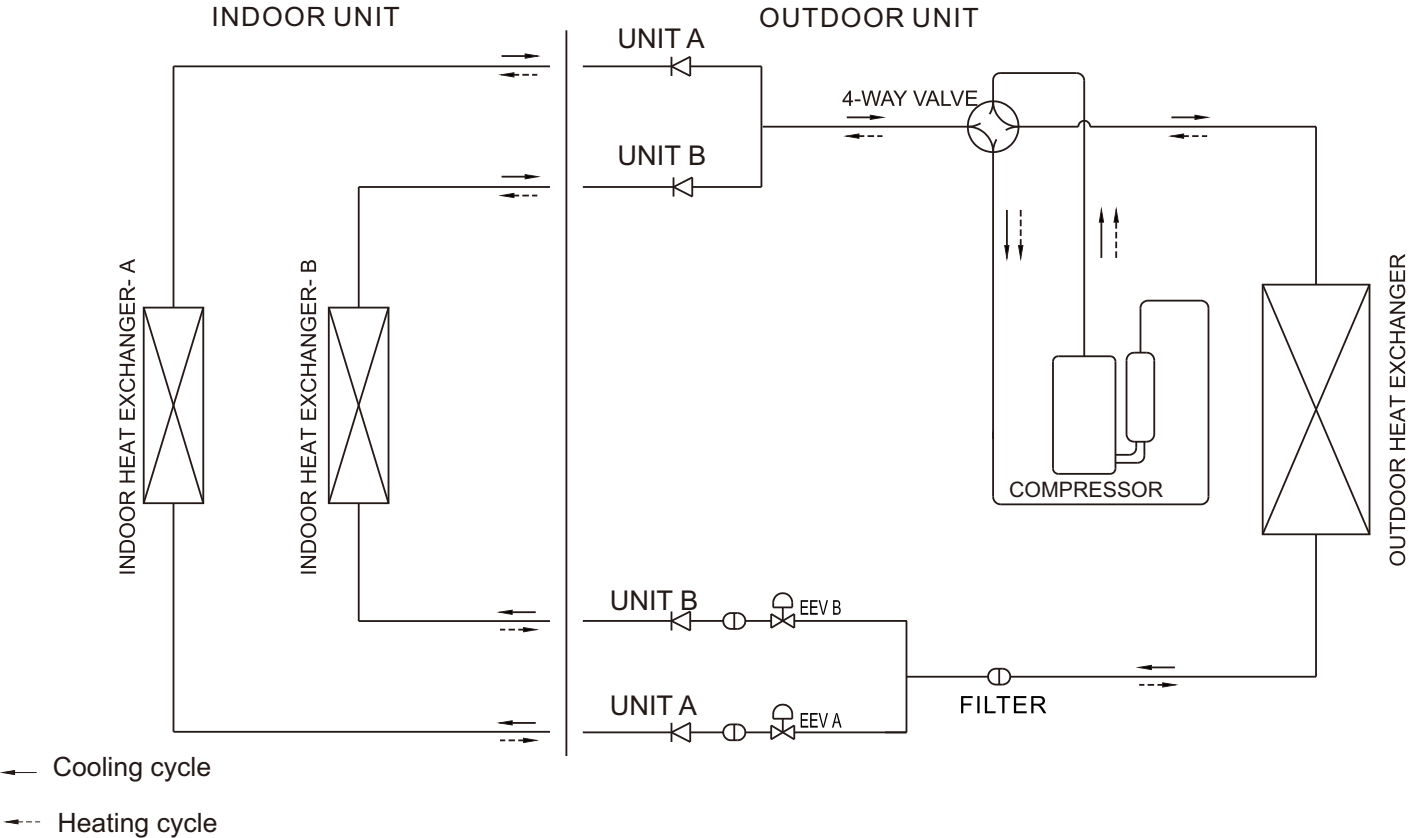 INDOOR UNIT
OUTDOOR UNIT
UNIT A
4-WAY VALVE
UNIT B
INDOOR HEAT EXCHANGER- A
INDOOR HEAT EXCHANGER- B
OUTDOOR HEAT EXCHANGER
COMPRESSOR
UNIT B
EEV B
UNIT A
EEV A
FILTER
Cooling cycle
Heating cycle